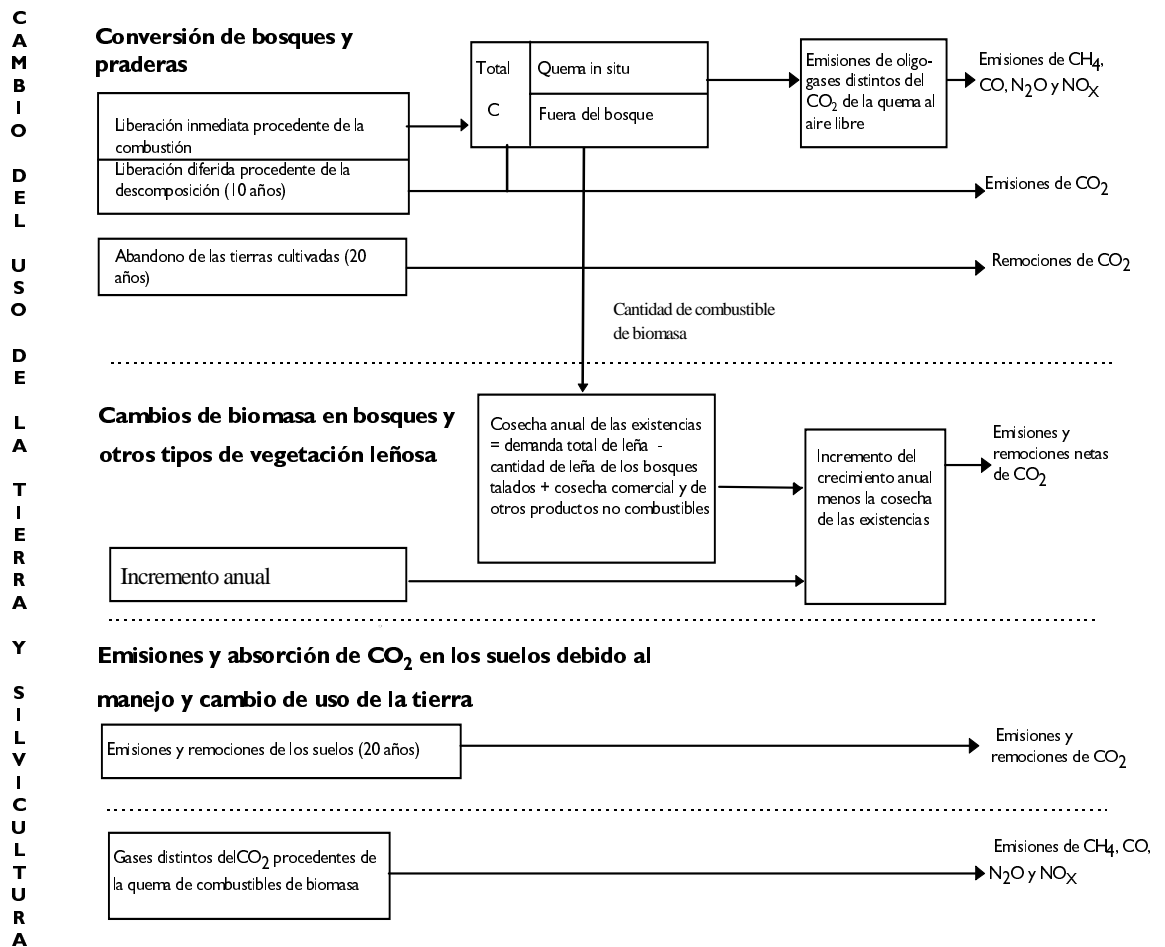 CAMBIO DEL USO DE LA TIERRA Y SILVICULTURA
Conversión de bosques y
praderas
Liberación inmediata procedente de la
combustión
Liberación diferida procedente de la
descomposición (10 años)
Total
C
Quema in situ
Fuera del bosque
Emisiones de oligo-
gases distintos del
CO2 de la quema al
aire libre
Emisiones de CH4,
CO, N2O y NOX
Emisiones de CO2
Abandono de las tierras cultivadas (20
años)
Remociones de CO2
Cantidad de combustible
de biomasa
Cambios de biomasa en bosques y
otros tipos de vegetación leñosa
Cosecha anual de las existencias
= demanda total de leña -
cantidad de leña de los bosques
talados + cosecha comercial y de
otros productos no combustibles
Incremento del
crecimiento anual
menos la cosecha
de las existencias
Emisiones y
remociones netas
de CO2
Incremento anual
Emisiones y absorción de CO2 en los suelos debido al
manejo y cambio de uso de la tierra
Emisiones y remociones de los suelos (20 años)
Emisiones y
remociones de CO2
Gases distintos delCO2 procedentes de
la quema de combustibles de biomasa
Emisiones de CH4, CO,
N2O y NOX